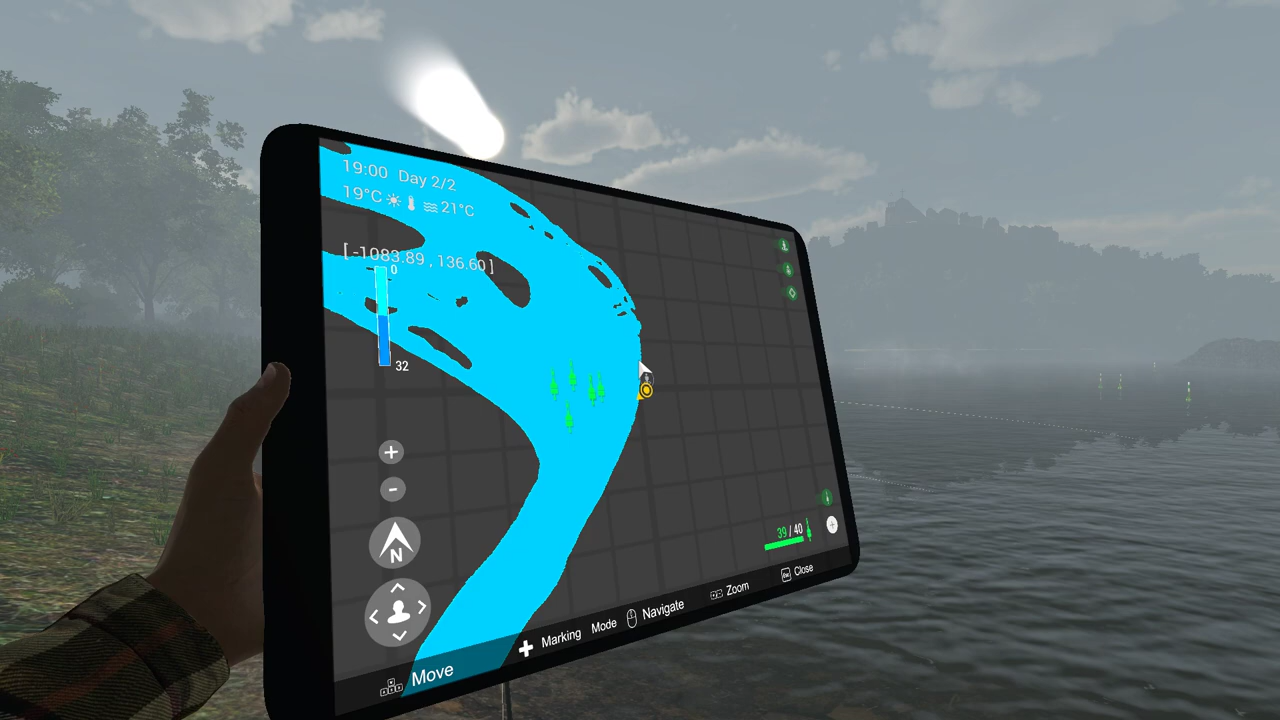 19:00 Day 2/2
19°C 21°C
[ -1083.89 , 136.60 ]
0
32
+
-
N
39 / 40
Move
Marking Mode
Navigate
Zoom
Close